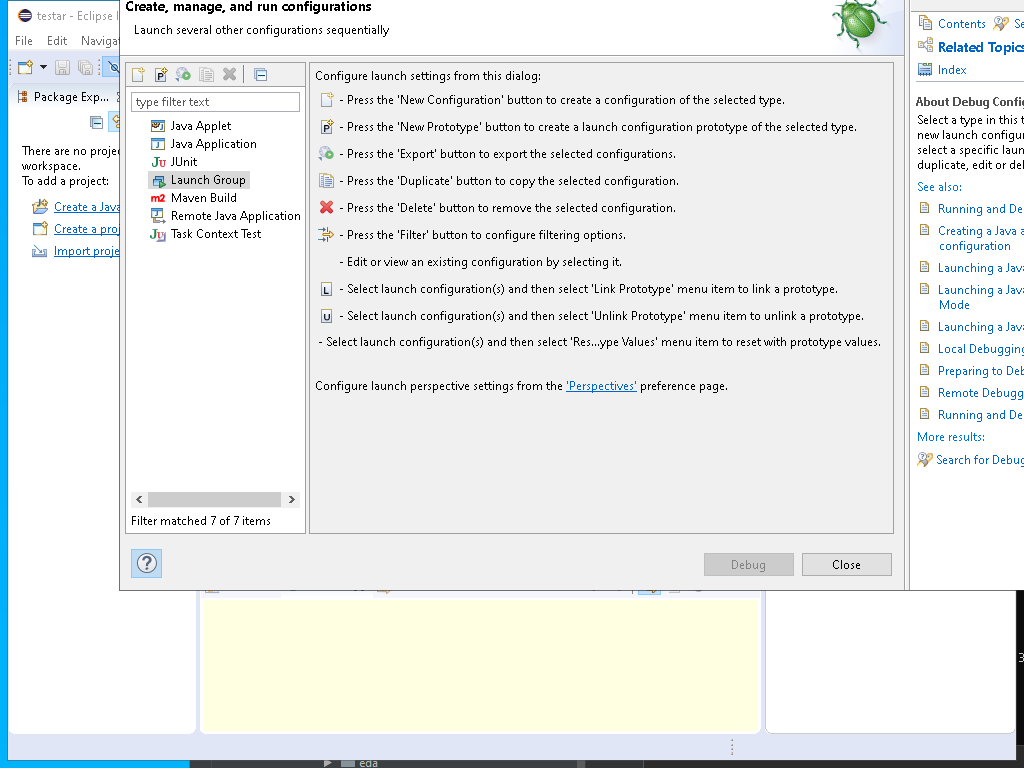 testar - Eclipse I
File Edit Naviga
Package Exp...
There are no proje
workspace.
To add a project:
Create a Java
Create a proj
Import proje
Create, manage, and run configurations
Launch several other configurations sequentially
type filter text
Java Applet
Java Application
Ju JUnit
Launch Group
m2 Maven Build
Remote Java Application
Ju Task Context Test
Filter matched 7 of 7 items
Configure launch settings from this dialog:
- Press the 'New Configuration' button to create a configuration of the selected type.
P - Press the 'New Prototype' button to create a launch configuration prototype of the selected type.
- Press the 'Export' button to export the selected configurations.
- Press the 'Duplicate' button to copy the selected configuration.
- Press the 'Delete' button to remove the selected configuration.
- Press the 'Filter' button to configure filtering options.
- Edit or view an existing configuration by selecting it.
L - Select launch configuration(s) and then select 'Link Prototype' menu item to link a prototype.
U - Select launch configuration(s) and then select 'Unlink Prototype' menu item to unlink a prototype.
- Select launch configuration(s) and then select 'Res...ype Values' menu item to reset with prototype values.
Configure launch perspective settings from the 'Perspectives' preference page.
?
Debug
Close
Contents Se
Related Topics
Index
About Debug Config
Select a type in this t
new launch configur
select a specific laun
duplicate, edit or del
See also:
Running and De
Creating a Java a
configuration
Launching a Java
Launching a Java
Mode
Launching a Java
Local Debugging
Preparing to Deb
Remote Debugg
Running and De
More results:
Search for Debug
3
eda